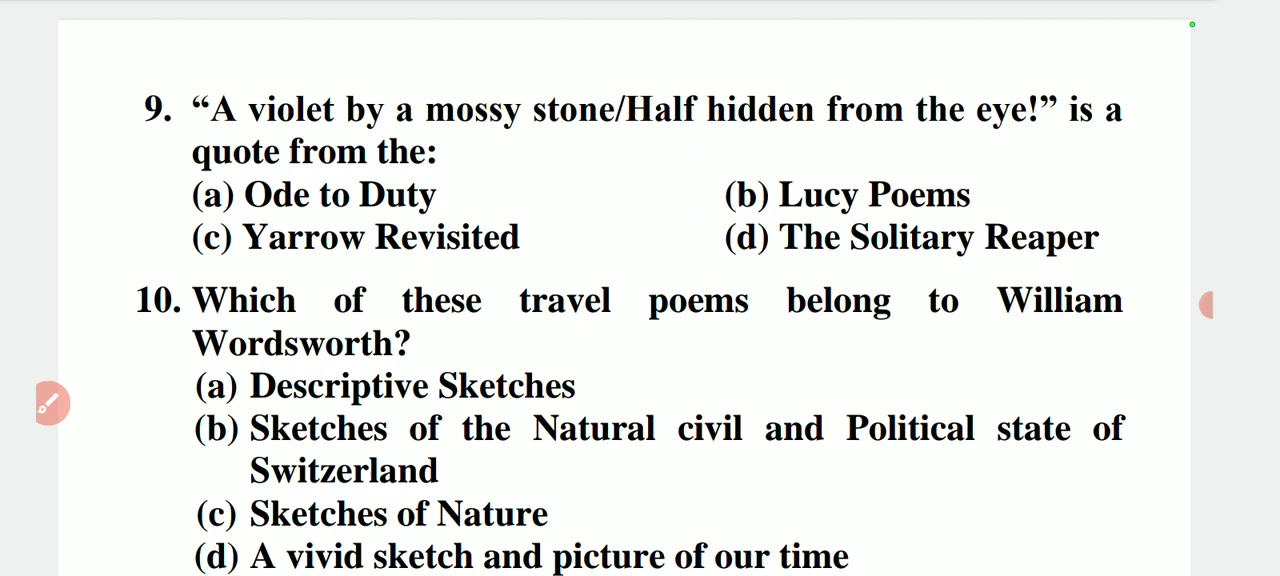 9. “A violet by a mossy stone/Half hidden from the eye!” is a
quote from the:
(a) Ode to Duty (b) Lucy Poems
(c) Yarrow Revisited (d) The Solitary Reaper
10. Which of these travel poems belong to William
Wordsworth?
(a) Descriptive Sketches
(b) Sketches of the Natural civil and Political state of
Switzerland
(c) Sketches of Nature
(d) A vivid sketch and picture of our time